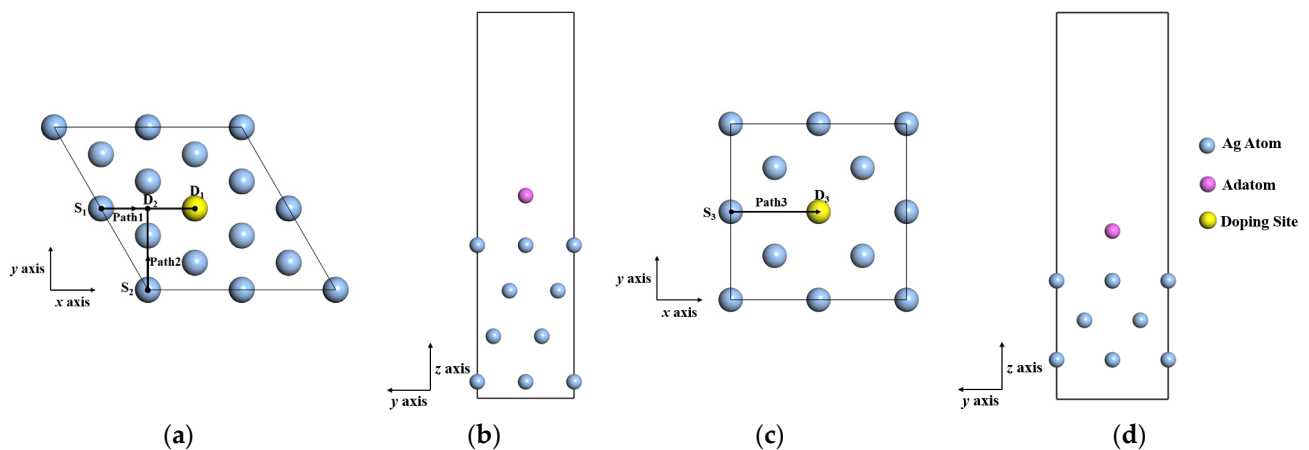 S1
Path1
D2
D1
Path2
S2
y axis
x axis
(a)
z axis
y axis
(b)
S3
Path3
D3
y axis
x axis
(c)
z axis
y axis
(d)
Ag Atom
Adatom
Doping Site